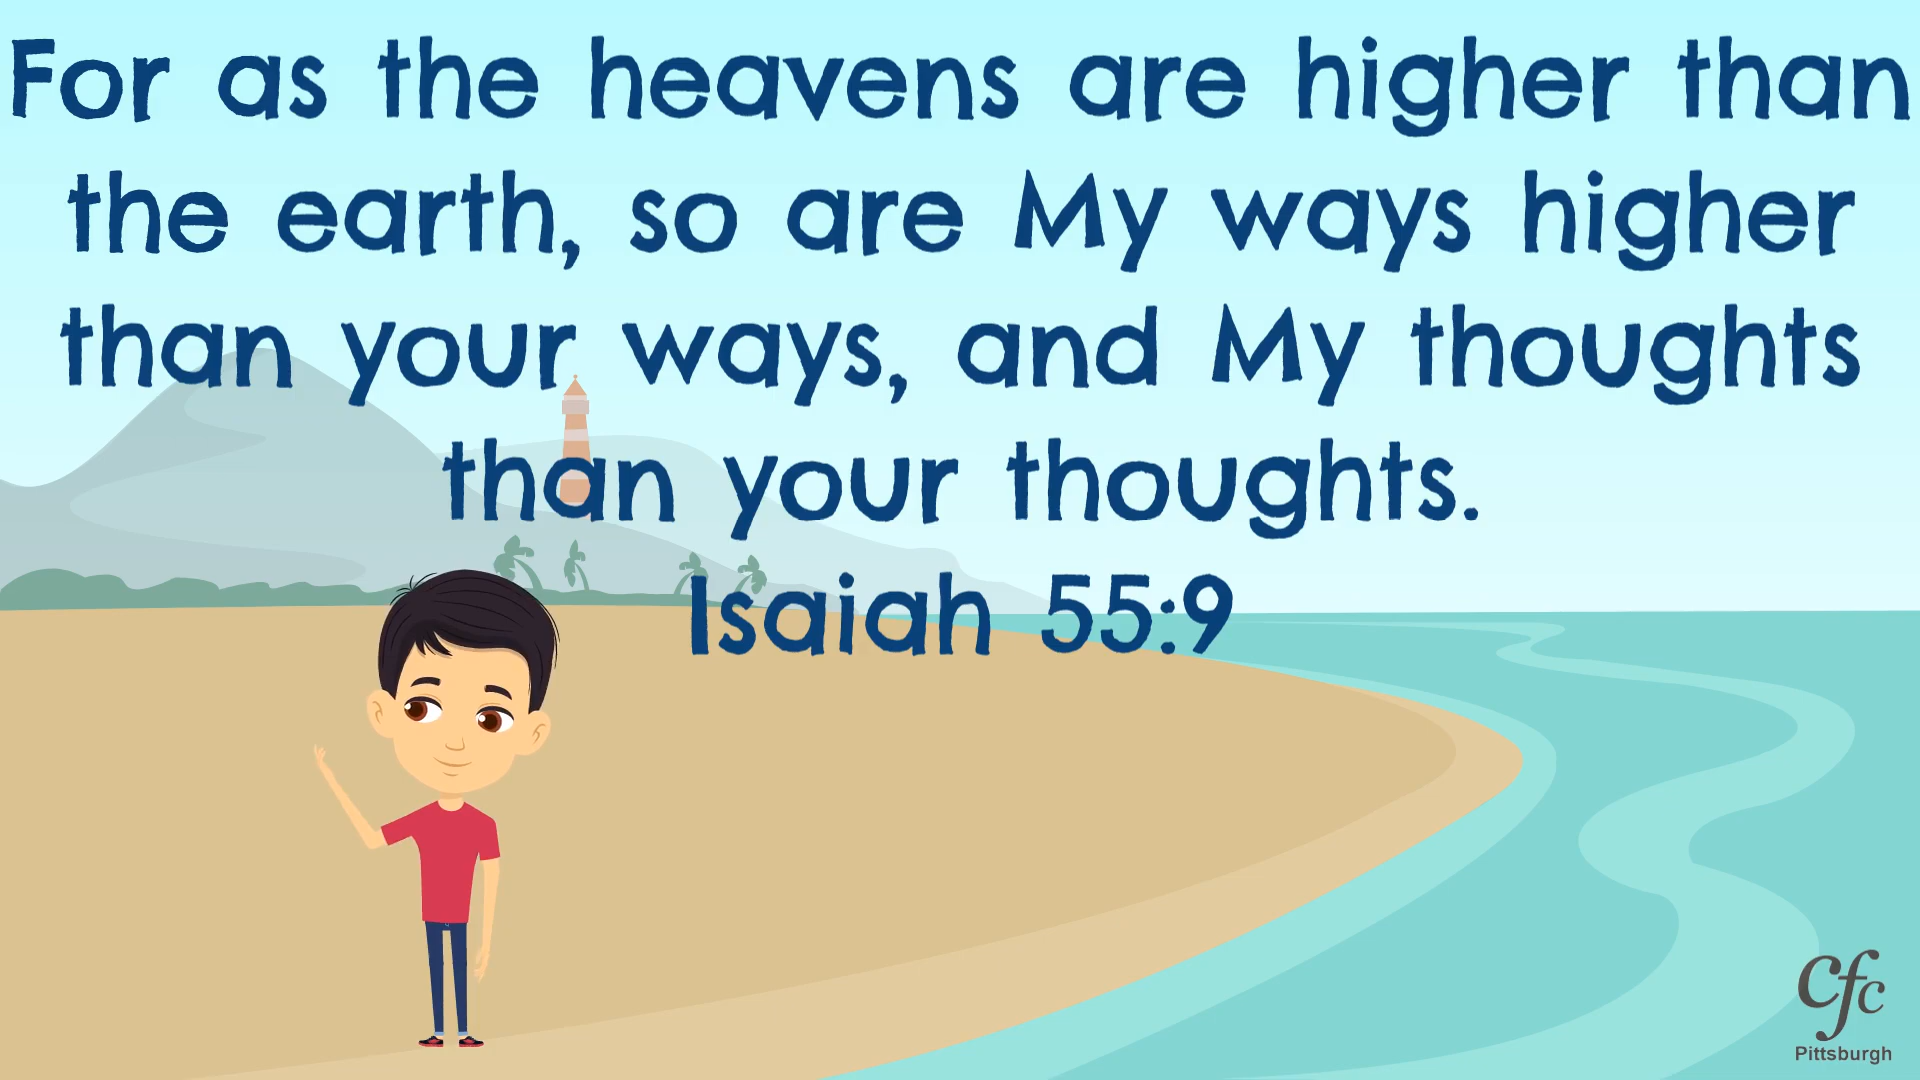 For as the heavens are higher than
the earth, so are My ways higher
than your ways, and My thoughts
than your thoughts.
Isaiah 55:9
cfc
Pittsburgh